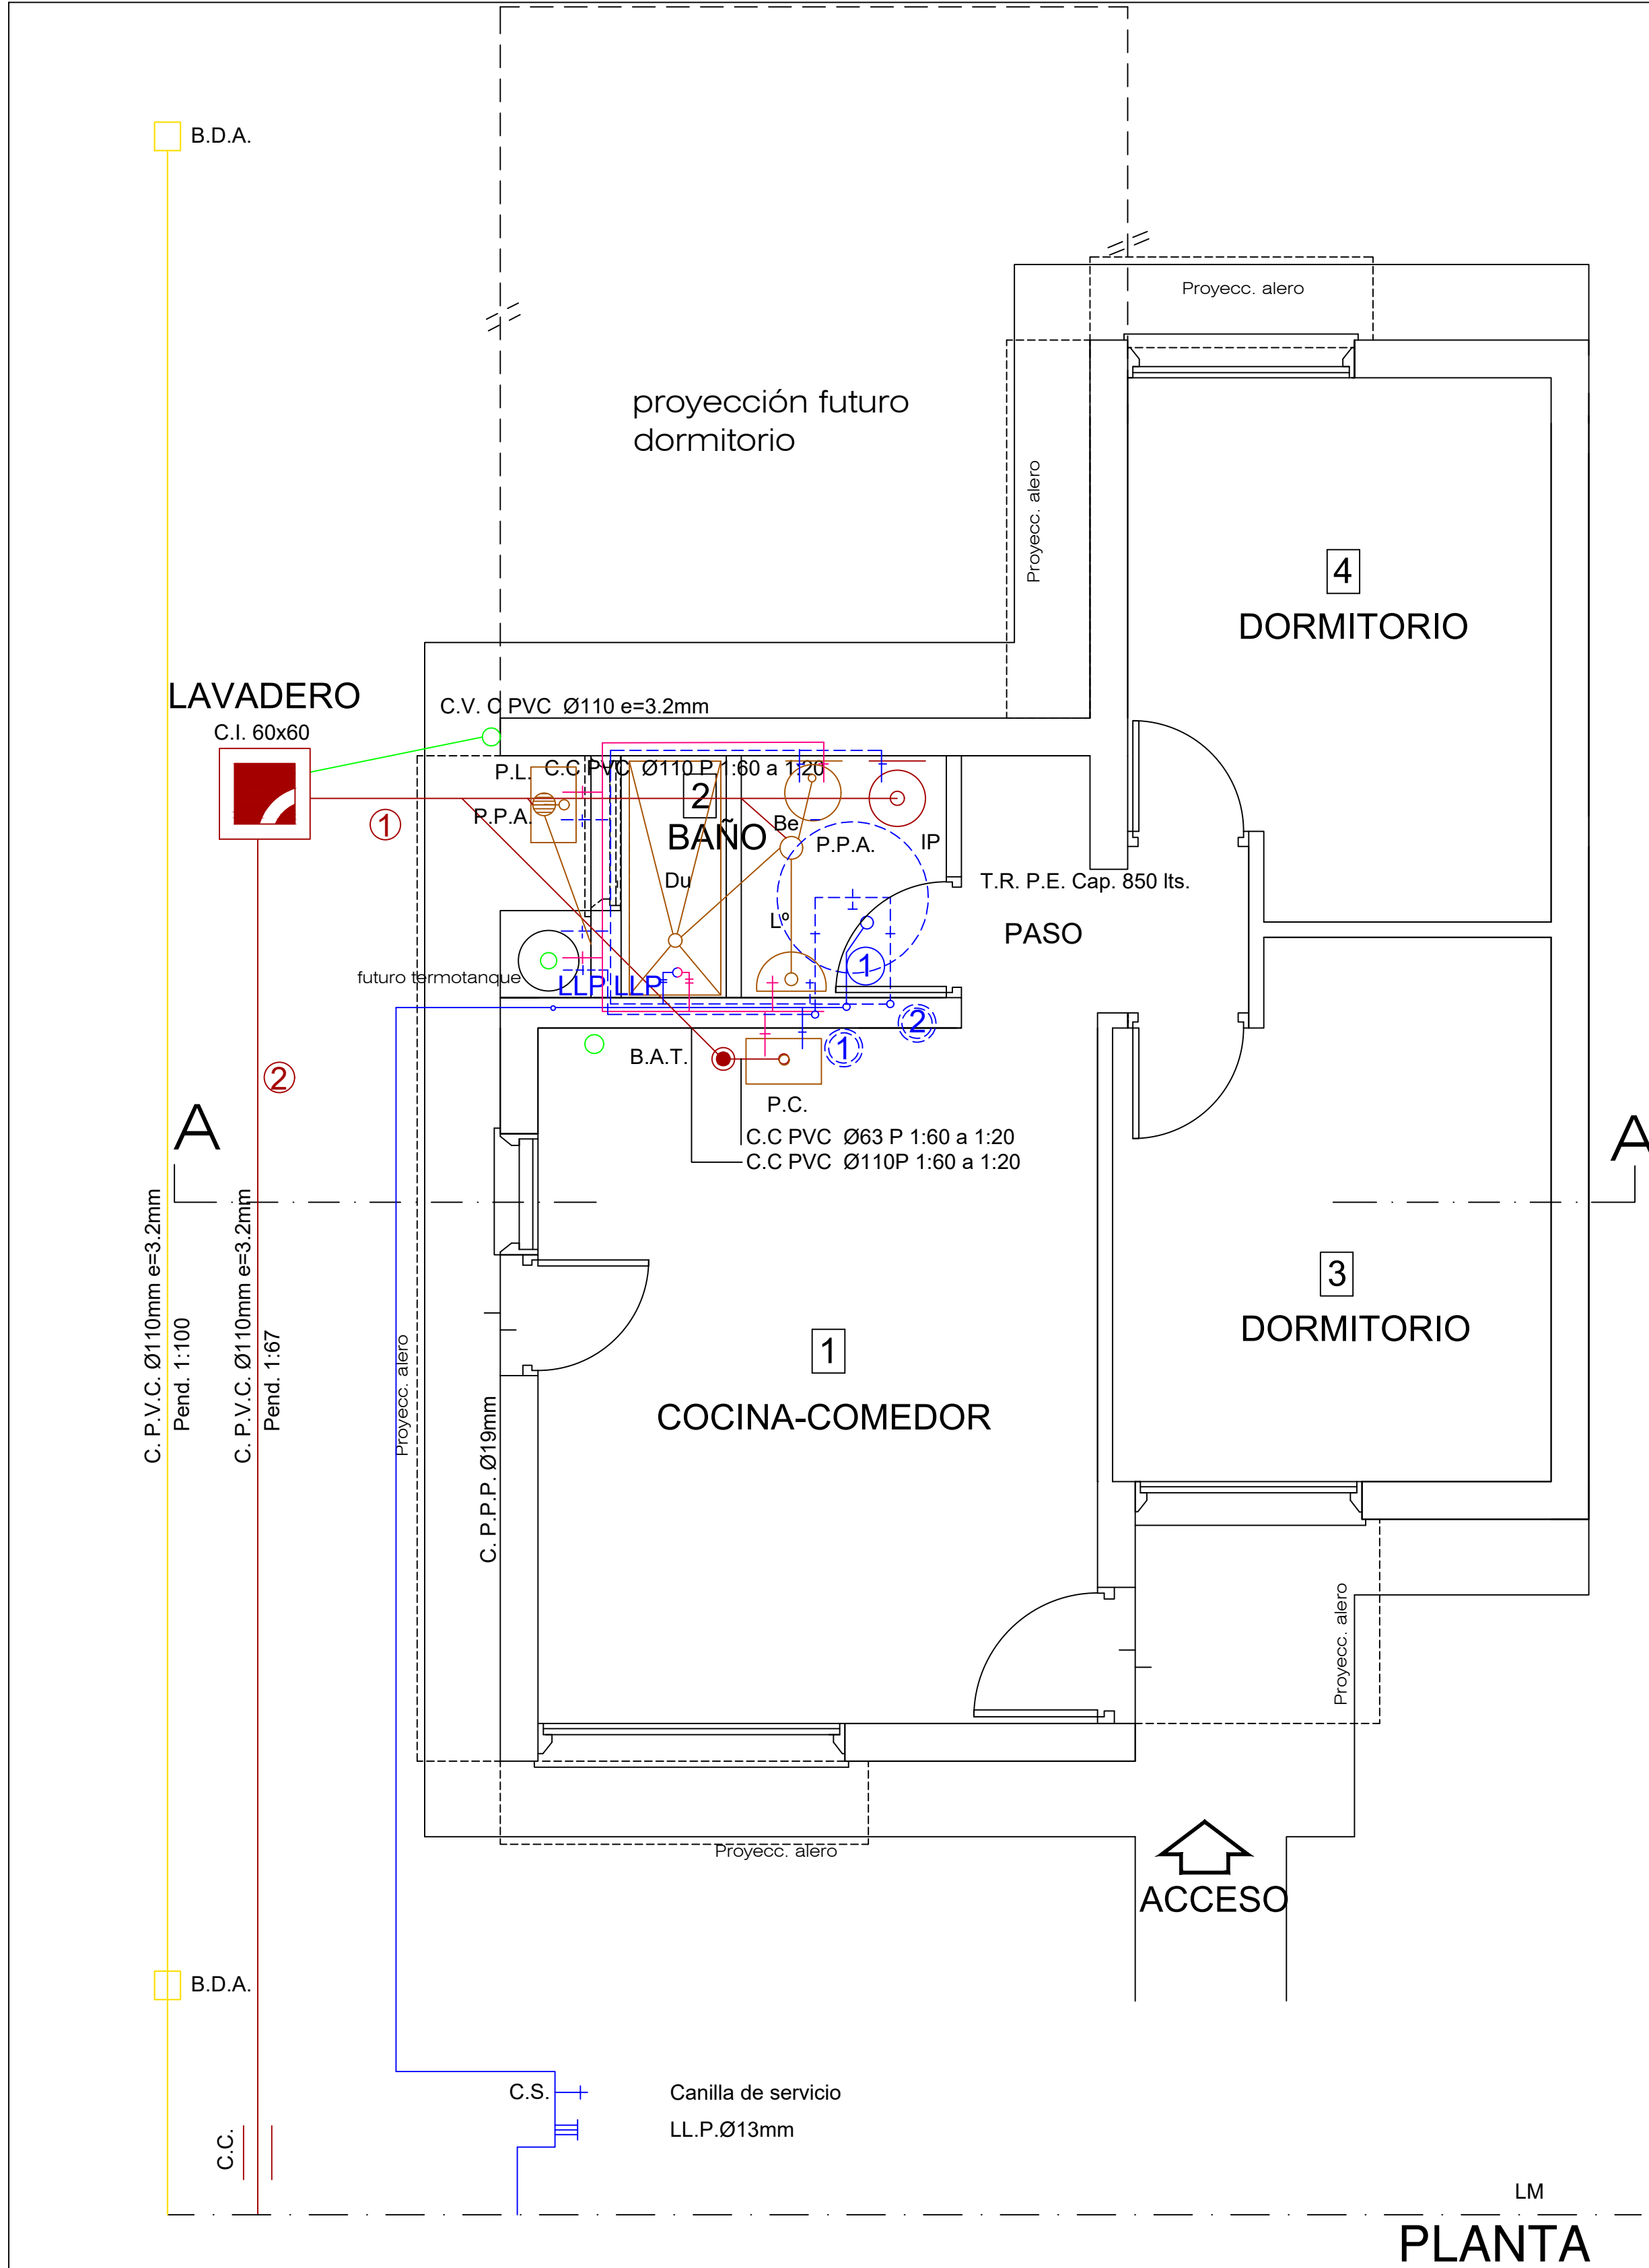 B.D.A.
Proyecc. alero
proyección futuro
dormitorio
Proyecc. alero
4
DORMITORIO
LAVADERO
C.I. 60x60
C.V. C PVC Ø110 e=3.2mm
P.L.
C.C PVC Ø110 P 1:60 a 1:20
2
BAÑO
P.P.A.
Be
P.P.A.
IP
1
Du
T.R. P.E. Cap. 850 lts.
Lº
PASO
1
futuro termotanque
LLP LLP
2
1
B.A.T.
2
P.C.
A
A
C.C PVC Ø63 P 1:60 a 1:20
C.C PVC Ø110P 1:60 a 1:20
C. P.V.C. Ø110mm e=3.2mm
Pend. 1:100
C. P.V.C. Ø110mm e=3.2mm
Pend. 1:67
3
DORMITORIO
1
COCINA-COMEDOR
Proyecc. alero
C. P.P.P. Ø19mm
Proyecc. alero
Proyecc. alero
ACCESO
B.D.A.
C.S.
Canilla de servicio
LL.P.Ø13mm
C.C.
LM
PLANTA